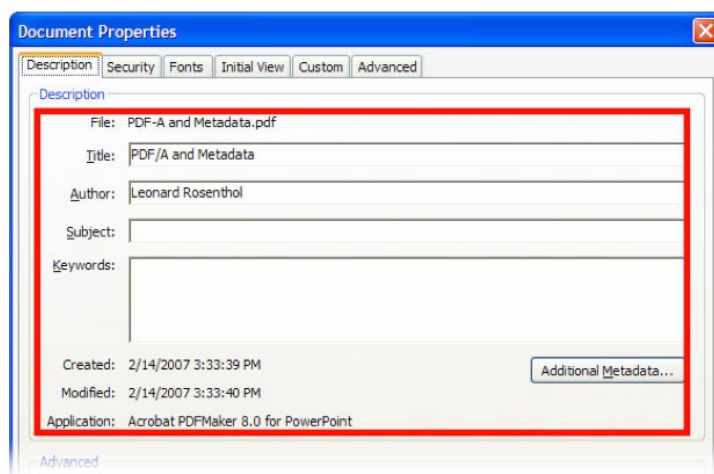 Document Properties
Description Security Fonts Initial View Custom Advanced
Description
File: PDF-A and Metadata.pdf
Title: PDF/A and Metadata
Author: Leonard Rosenthol
Subject:
Keywords:
Created: 2/14/2007 3:33:39 PM
Additional Metadata...
Modified: 2/14/2007 3:33:40 PM
Application: Acrobat PDFMaker 8.0 for PowerPoint
Advanced